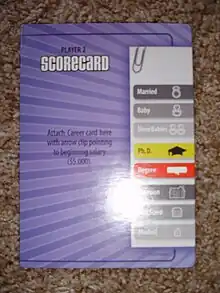 PLAYER 2
SCORECARD
Married
Baby
Attach Career card here
with arrow clip pointing
to beginning salary
($5,000).
Ph. D.
Degree